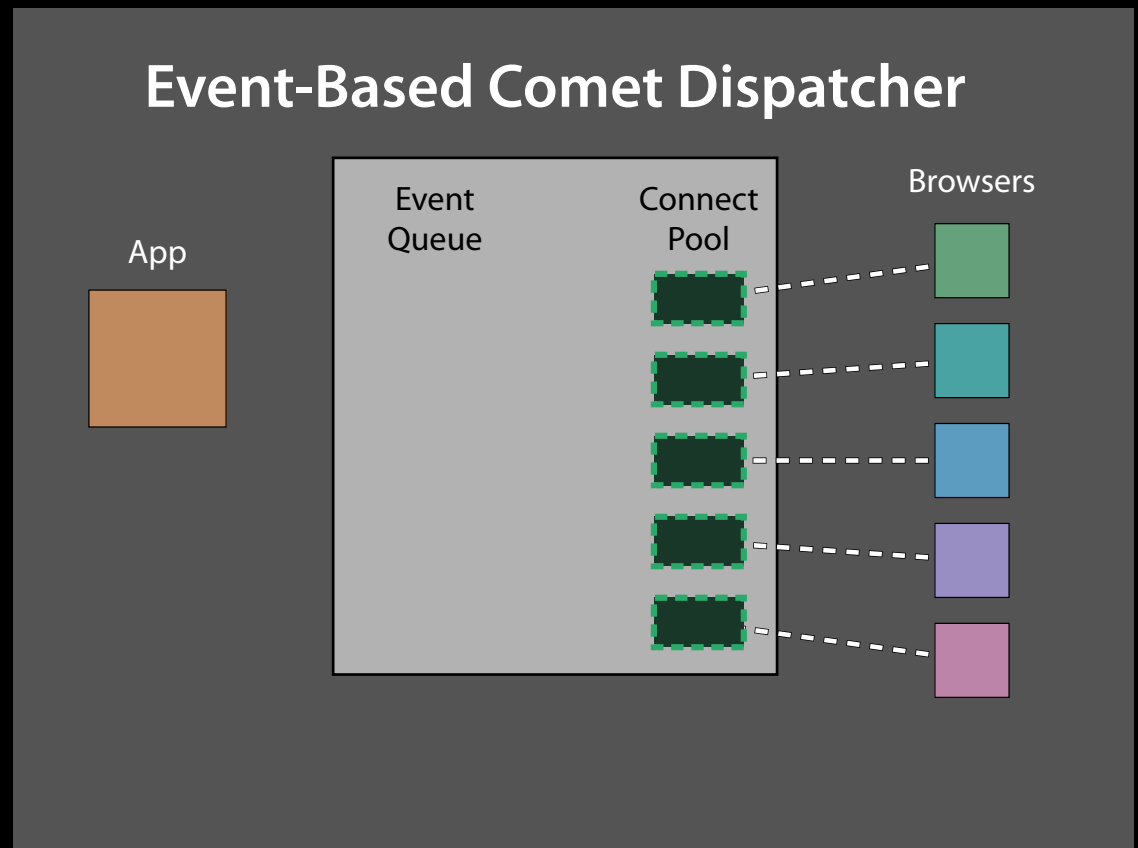 Event-Based Comet Dispatcher
App
Event
Queue
Connect
Pool
Browsers